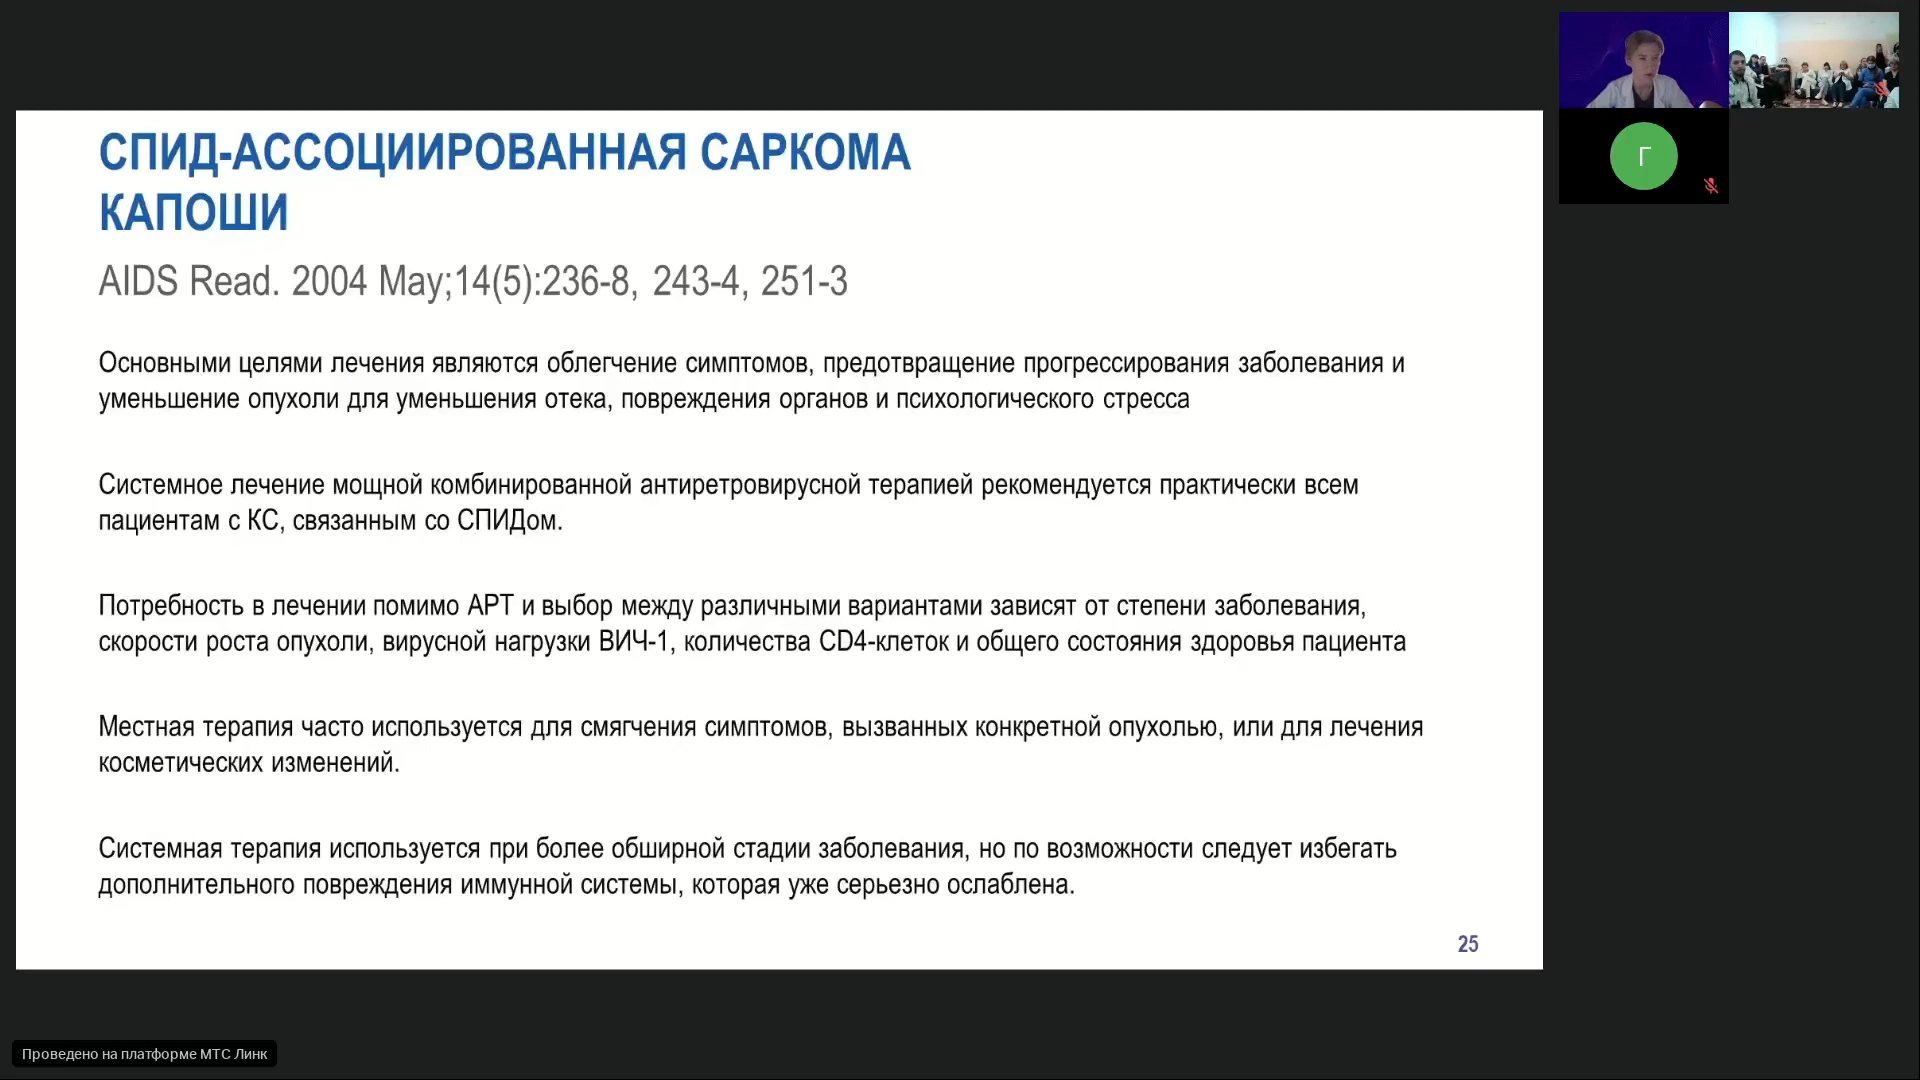 СПИД-АССОЦИИРОВАННАЯ САРКОМА
КАПОШИ
AIDS Read. 2004 May;14(5):236-8, 243-4, 251-3
Основными целями лечения являются облегчение симптомов, предотвращение прогрессирования заболевания и
уменьшение опухоли для уменьшения отека, повреждения органов и психологического стресса
Системное лечение мощной комбинированной антиретровирусной терапией рекомендуется практически всем
пациентам с КС, связанным со СПИДом.
Потребность в лечении помимо АРТ и выбор между различными вариантами зависят от степени заболевания,
скорости роста опухоли, вирусной нагрузки ВИЧ-1, количества CD4-клеток и общего состояния здоровья пациента
Местная терапия часто используется для смягчения симптомов, вызванных конкретной опухолью, или для лечения
косметических изменений.
Системная терапия используется при более обширной стадии заболевания, но по возможности следует избегать
дополнительного повреждения иммунной системы, которая уже серьезно ослаблена.
25
Г
Проведено на платформе МТС Линк